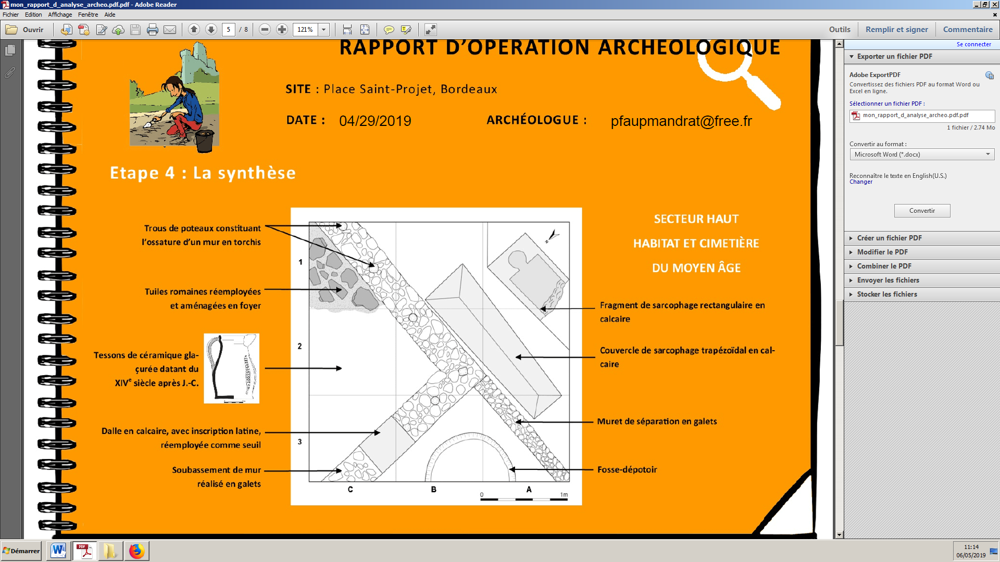 mon_rapport_d_analyse_archeo.pdf.pdf - Adobe Reader
Fichier Edition Affichage Fenêtre Aide
Ouvrir 5 / 8 121% Outils Remplir et signer Commentaire
RAPPORT D’OPERATION ARCHEOLOGIQUE
SITE : Place Saint-Projet, Bordeaux
DATE : 04/29/2019 ARCHÉOLOGUE : pfaupmandrat@free.fr
Etape 4 : La synthèse
Trous de poteaux constituant
l’ossature d’un mur en torchis
Tuiles romaines réemployées
et aménagées en foyer
Tessons de céramique gla-
çurée datant du
XIVe siècle après J.-C.
Dalle en calcaire, avec inscription latine,
réemployée comme seuil
Soubassement de mur
réalisé en galets
1
2
3
C B A
N
0 1m
SECTEUR HAUT
HABITAT ET CIMETIÈRE
DU MOYEN ÂGE
Fragment de sarcophage rectangulaire en
calcaire
Couvercle de sarcophage trapézoïdal en cal-
caire
Muret de séparation en galets
Fosse-dépotoir
Se connecter
Exporter un fichier PDF
Adobe ExportPDF
Convertissez des fichiers PDF au format Word ou
Excel en ligne.
Sélectionner un fichier PDF :
mon_rapport_d_analyse_archeo.pdf.pdf
1 fichier / 2.74 Mo
Convertir au format :
Microsoft Word (*.docx)
Reconnaître le texte en English(U.S.)
Changer
Convertir
Créer un fichier PDF
Modifier le PDF
Combiner le PDF
Envoyer les fichiers
Stocker les fichiers
Démarrer
11:14
06/05/2019